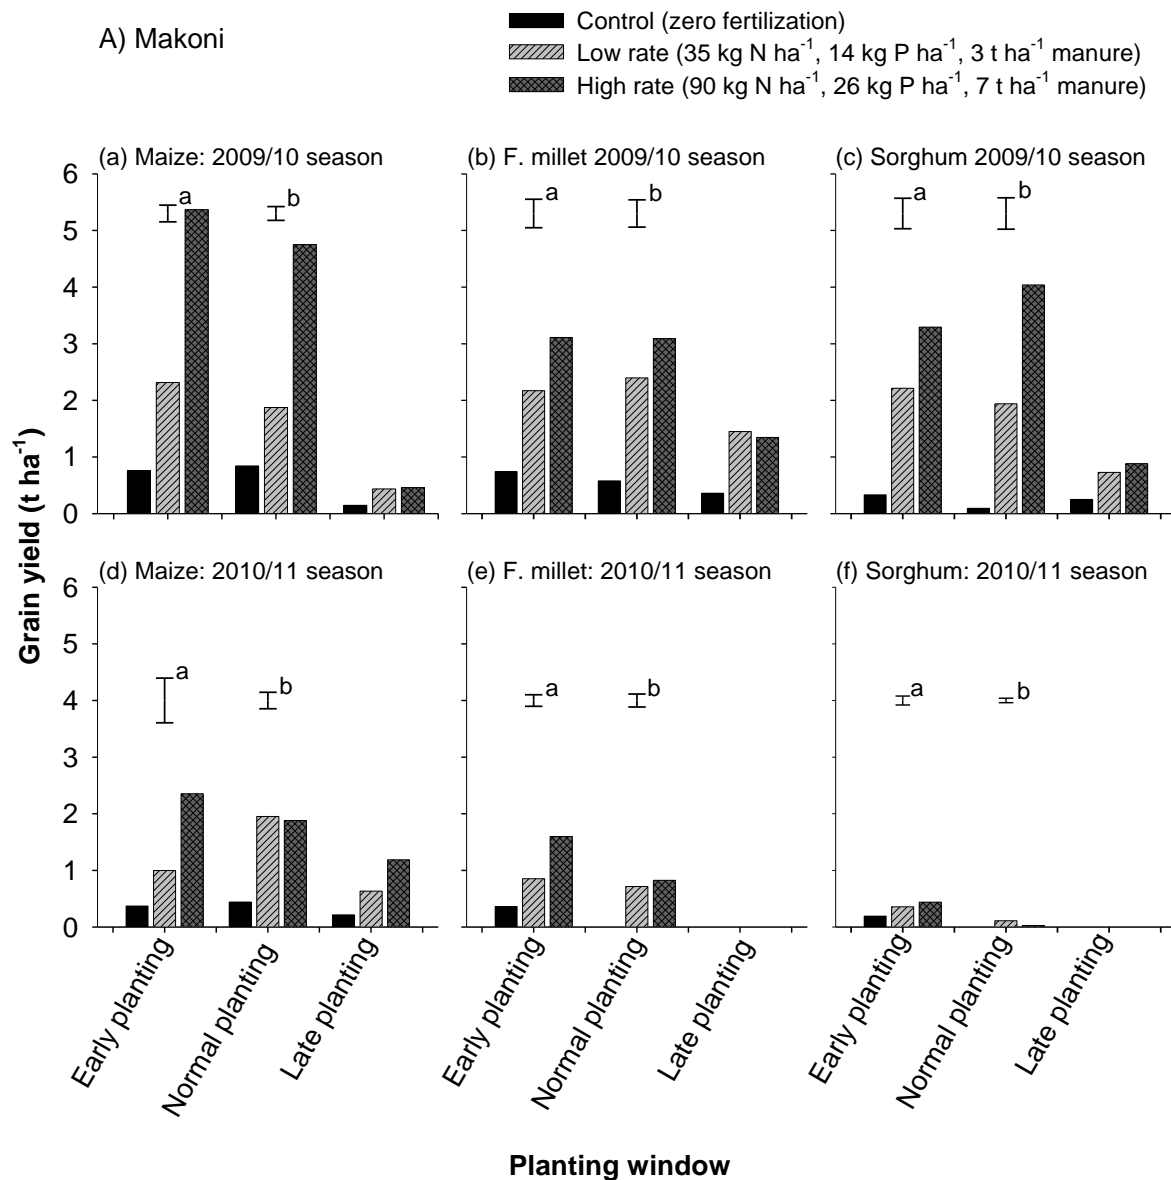 A) Makoni
Control (zero fertilization)
Low rate (35 kg N ha⁻¹, 14 kg P ha⁻¹, 3 t ha⁻¹ manure)
High rate (90 kg N ha⁻¹, 26 kg P ha⁻¹, 7 t ha⁻¹ manure)
(a) Maize: 2009/10 season
(b) F. millet 2009/10 season
(c) Sorghum 2009/10 season
6
5
4
3
2
1
0
a
b
a
b
a
b
Grain yield (t ha⁻¹)
(d) Maize: 2010/11 season
(e) F. millet: 2010/11 season
(f) Sorghum: 2010/11 season
6
5
4
3
2
1
0
a
b
a
b
a
b
Early planting
Normal planting
Late planting
Early planting
Normal planting
Late planting
Early planting
Normal planting
Late planting
Planting window